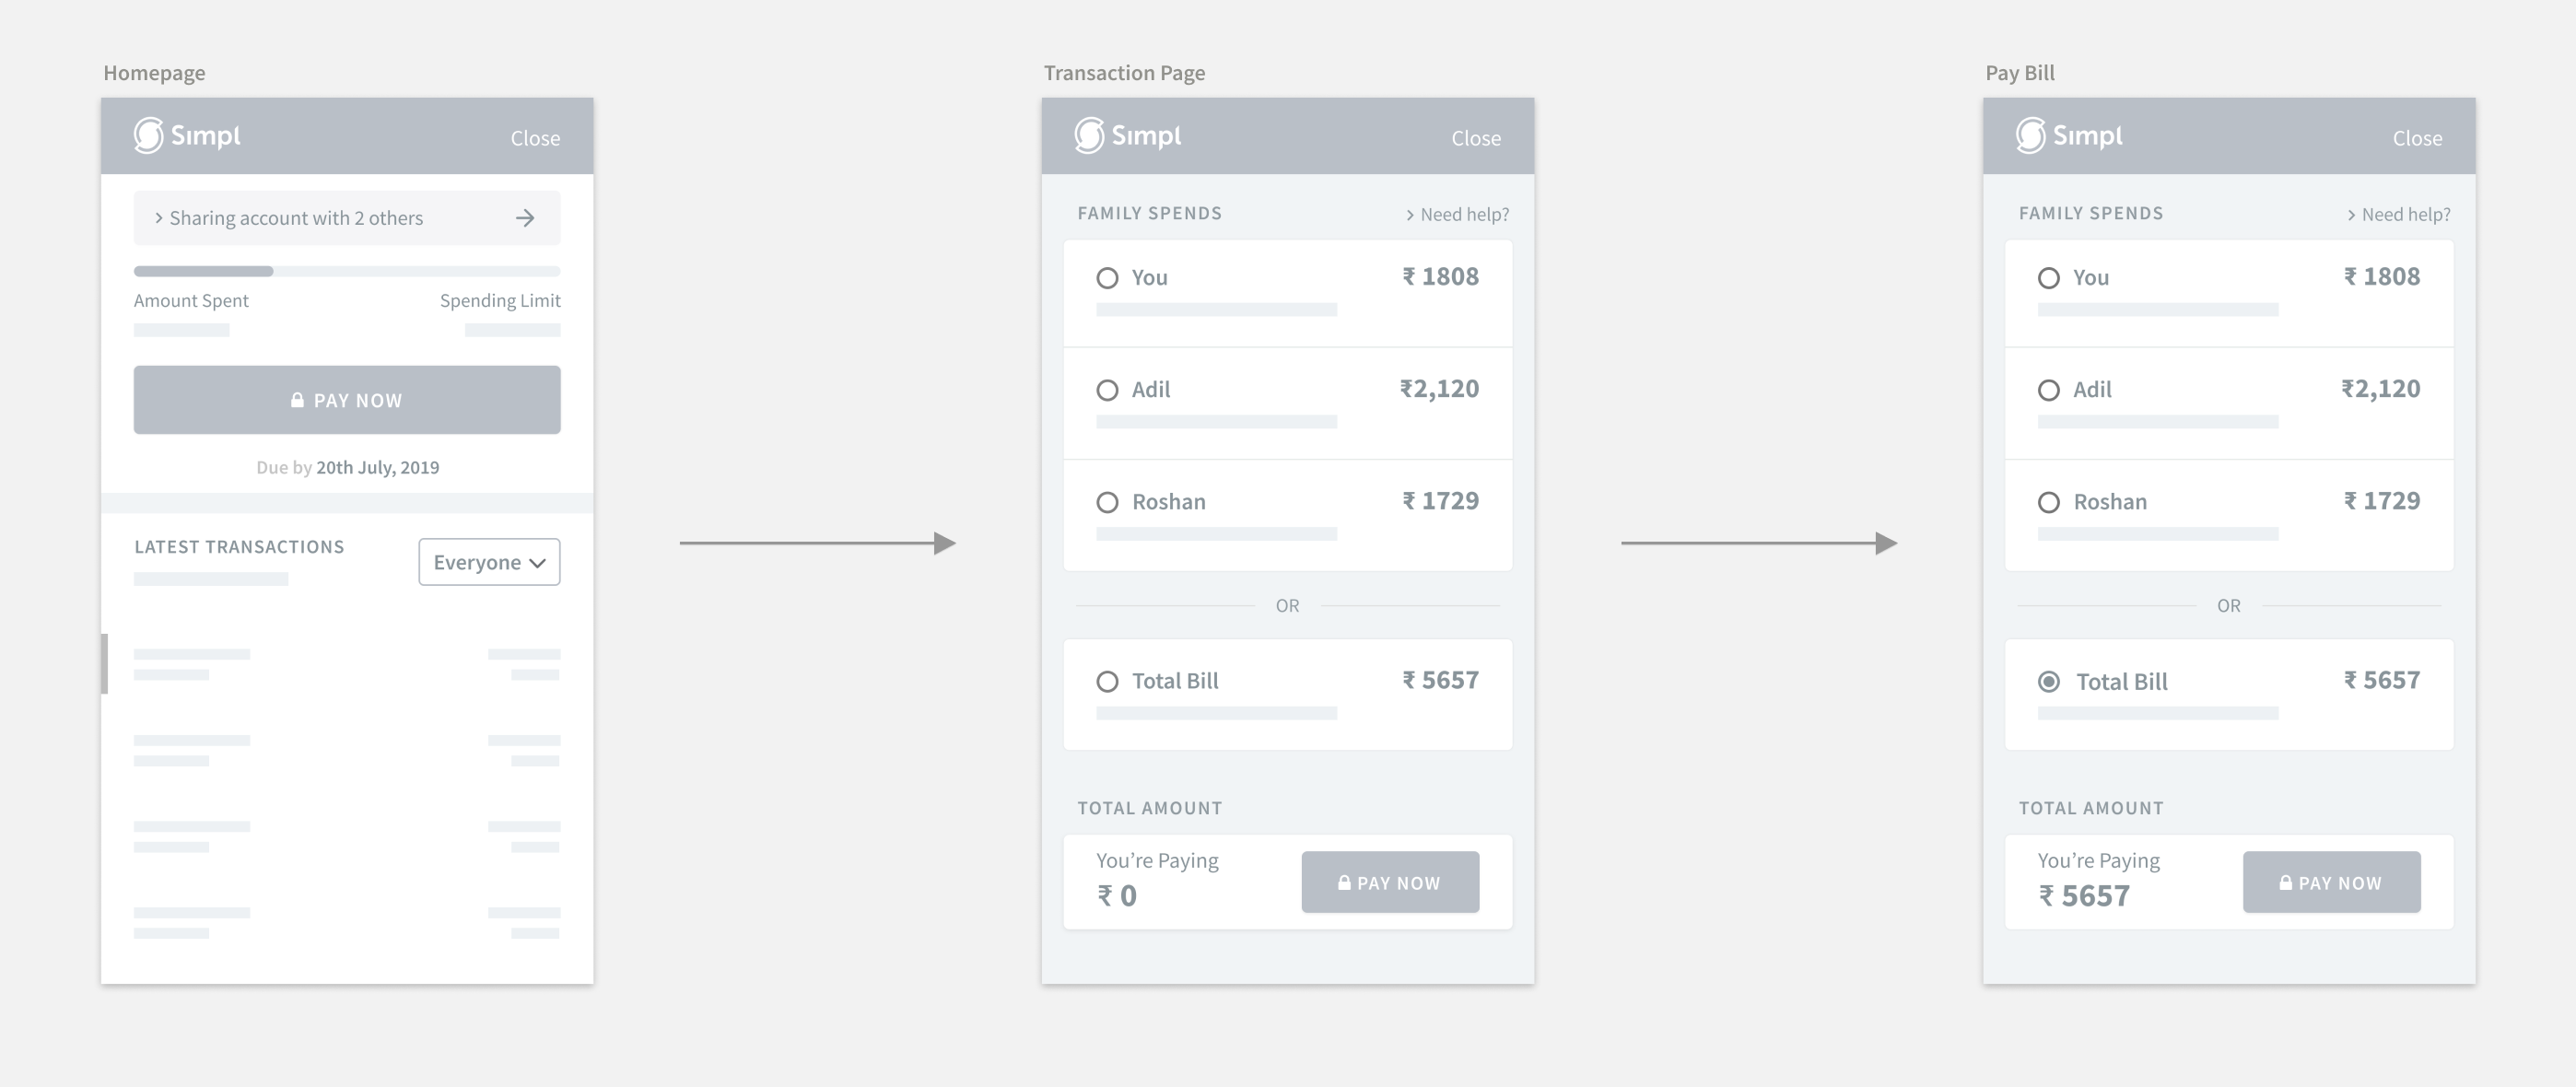 Homepage
Simpl
Close
> Sharing account with 2 others →
Amount Spent
Spending Limit
PAY NOW
Due by 20th July, 2019
LATEST TRANSACTIONS
Everyone
Transaction Page
Simpl
Close
FAMILY SPENDS
> Need help?
You ₹ 1808
Adil ₹2,120
Roshan ₹ 1729
OR
Total Bill ₹ 5657
TOTAL AMOUNT
You’re Paying
₹ 0
PAY NOW
Pay Bill
Simpl
Close
FAMILY SPENDS
> Need help?
You ₹ 1808
Adil ₹2,120
Roshan ₹ 1729
OR
Total Bill ₹ 5657
TOTAL AMOUNT
You’re Paying
₹ 5657
PAY NOW